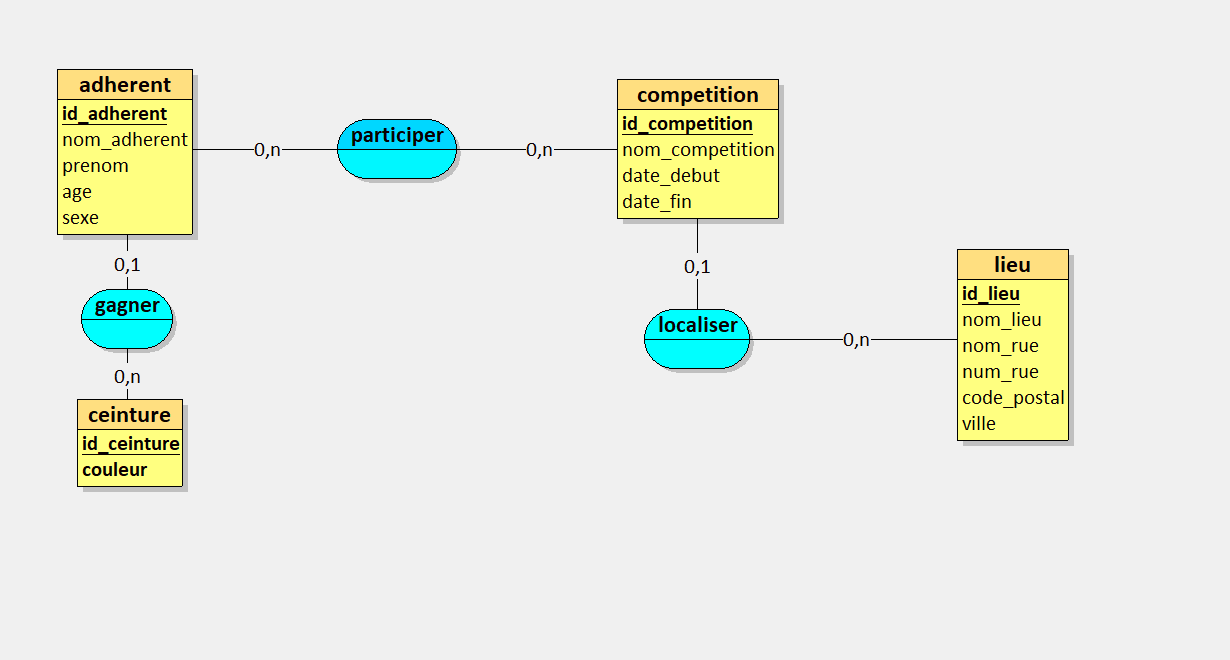 adherent
id_adherent
nom_adherent
prenom
age
sexe
0,n
participer
0,n
competition
id_competition
nom_competition
date_debut
date_fin
0,1
gagner
0,n
ceinture
id_ceinture
couleur
0,1
localiser
0,n
lieu
id_lieu
nom_lieu
nom_rue
num_rue
code_postal
ville